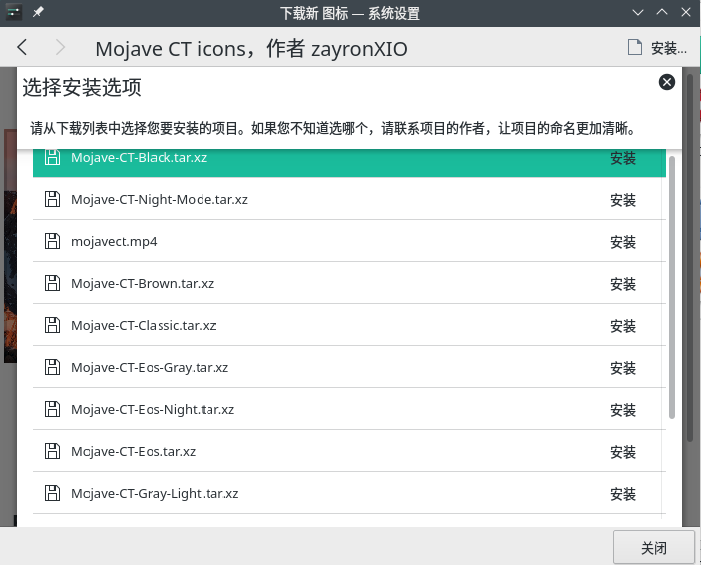 下载新 图标 — 系统设置
Mojave CT icons，作者 zayronXIO
安装...
选择安装选项
请从下载列表中选择您要安装的项目。如果您不知道选哪个，请联系项目的作者，让项目的命名更加清晰。
Mojave-CT-Black.tar.xz 安装
Mojave-CT-Night-Mode.tar.xz 安装
mojavect.mp4 安装
Mojave-CT-Brown.tar.xz 安装
Mojave-CT-Classic.tar.xz 安装
Mojave-CT-Eos-Gray.tar.xz 安装
Mojave-CT-Eos-Night.tar.xz 安装
Mojave-CT-Eos.tar.xz 安装
Mojave-CT-Gray-Light.tar.xz 安装
关闭